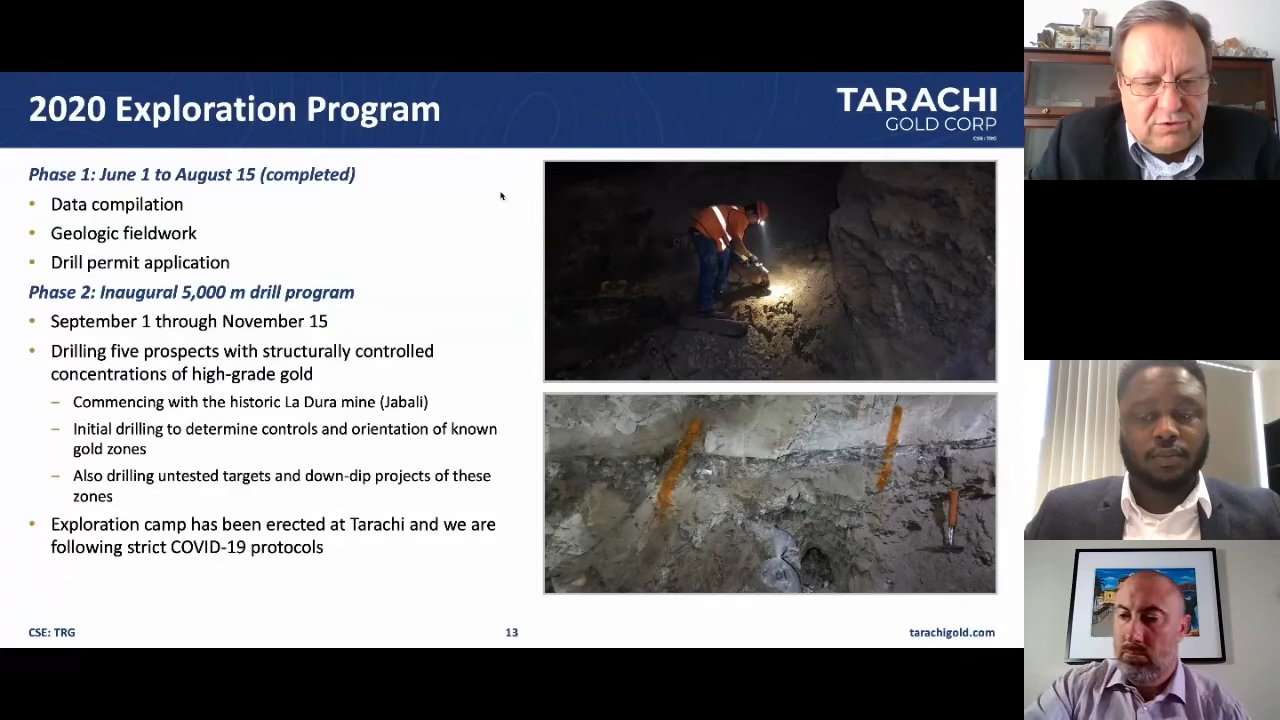 2020 Exploration Program
TARACHI
GOLD CORP
CSE: TRG
Phase 1: June 1 to August 15 (completed)
• Data compilation
• Geologic fieldwork
• Drill permit application
Phase 2: Inaugural 5,000 m drill program
• September 1 through November 15
• Drilling five prospects with structurally controlled
concentrations of high-grade gold
– Commencing with the historic La Dura mine (Jabali)
– Initial drilling to determine controls and orientation of known
gold zones
– Also drilling untested targets and down-dip projects of these
zones
• Exploration camp has been erected at Tarachi and we are
following strict COVID-19 protocols
CSE: TRG
13
tarachigold.com